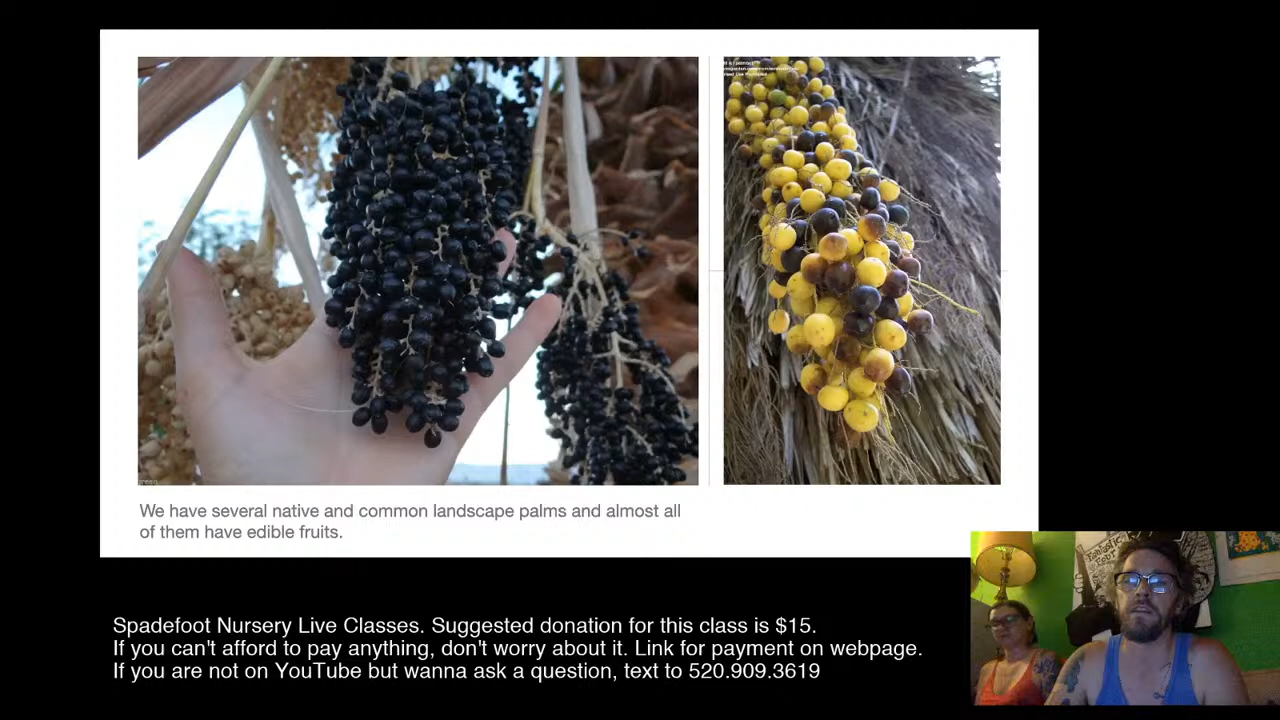 We have several native and common landscape palms and almost all
of them have edible fruits.
Spadefoot Nursery Live Classes. Suggested donation for this class is $15.
If you can't afford to pay anything, don't worry about it. Link for payment on webpage.
If you are not on YouTube but wanna ask a question, text to 520.909.3619